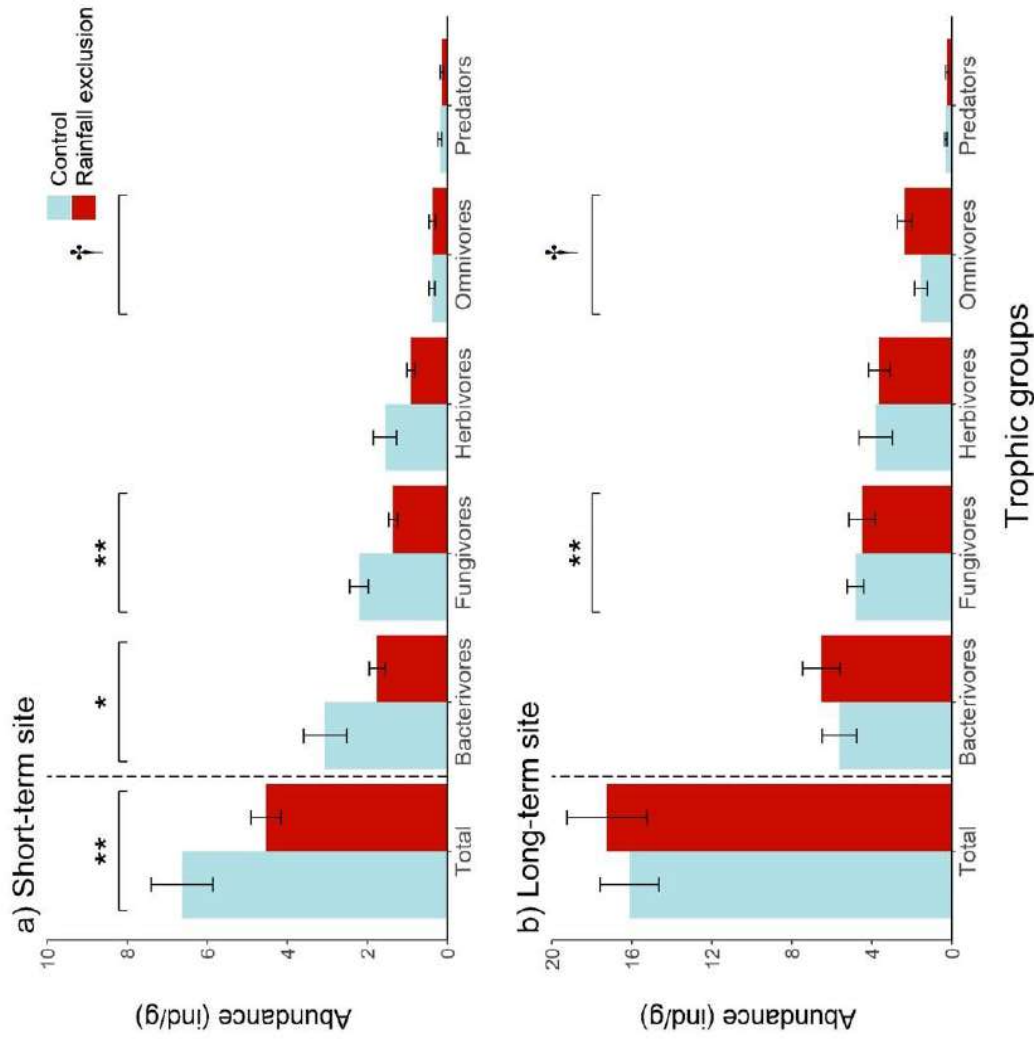 a) Short-term site
Control
Rainfall exclusion
Abundance (ind/g)
10
8
6
4
2
0
**
*
**
†
Total
Bacterivores
Fungivores
Herbivores
Omnivores
Predators
b) Long-term site
Abundance (ind/g)
20
16
12
8
4
0
**
†
Total
Bacterivores
Fungivores
Herbivores
Omnivores
Predators
Trophic groups